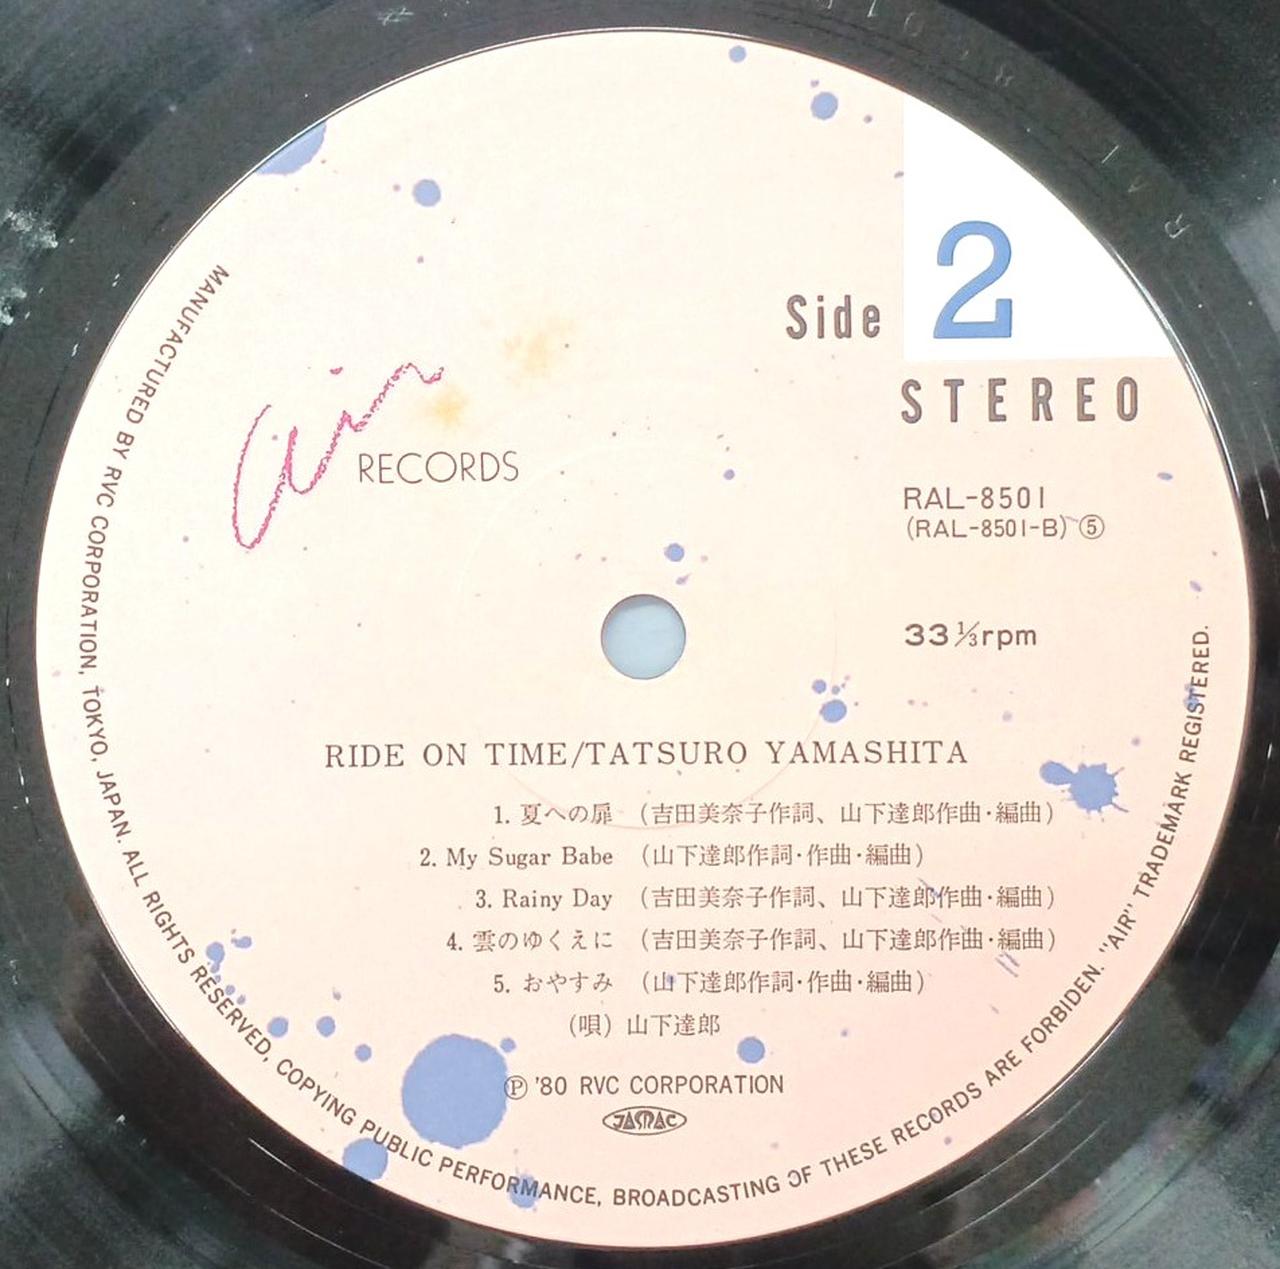 Side 2
STEREO
air
RECORDS
RAL-8501
(RAL-8501-B) ⑤
33 ⅓rpm
RIDE ON TIME/TATSURO YAMASHITA
1. 夏への扉 (吉田美奈子作詞、山下達郎作曲・編曲)
2. My Sugar Babe (山下達郎作詞・作曲・編曲)
3. Rainy Day (吉田美奈子作詞、山下達郎作曲・編曲)
4. 雲のゆくえに (吉田美奈子作詞、山下達郎作曲・編曲)
5. おやすみ (山下達郎作詞・作曲・編曲)
(唄) 山下達郎
Ⓟ '80 RVC CORPORATION
JASRAC
MANUFACTURED BY RVC CORPORATION, TOKYO, JAPAN. ALL RIGHTS RESERVED, COPYING PUBLIC PERFORMANCE, BROADCASTING OF THESE RECORDS ARE FORBIDEN. "AIR" TRADEMARK REGISTERED.